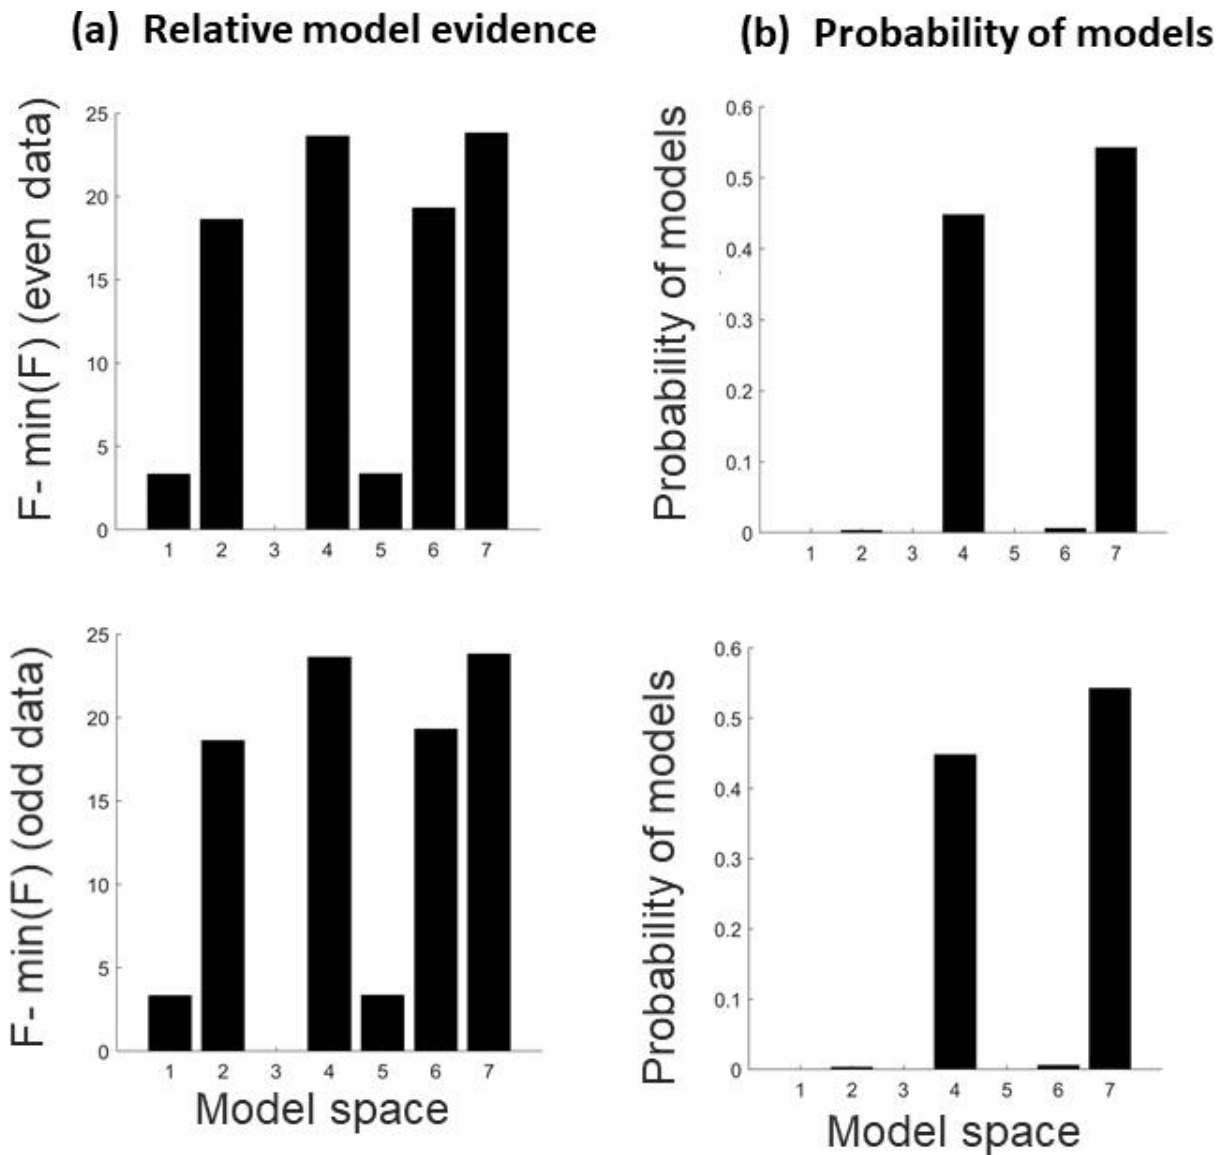 (a) Relative model evidence
(b) Probability of models
F- min(F) (even data)
25
20
15
10
5
0
1 2 3 4 5 6 7
Probability of models
0.6
0.5
0.4
0.3
0.2
0.1
0
1 2 3 4 5 6 7
F- min(F) (odd data)
25
20
15
10
5
0
1 2 3 4 5 6 7
Model space
Probability of models
0.6
0.5
0.4
0.3
0.2
0.1
0
1 2 3 4 5 6 7
Model space